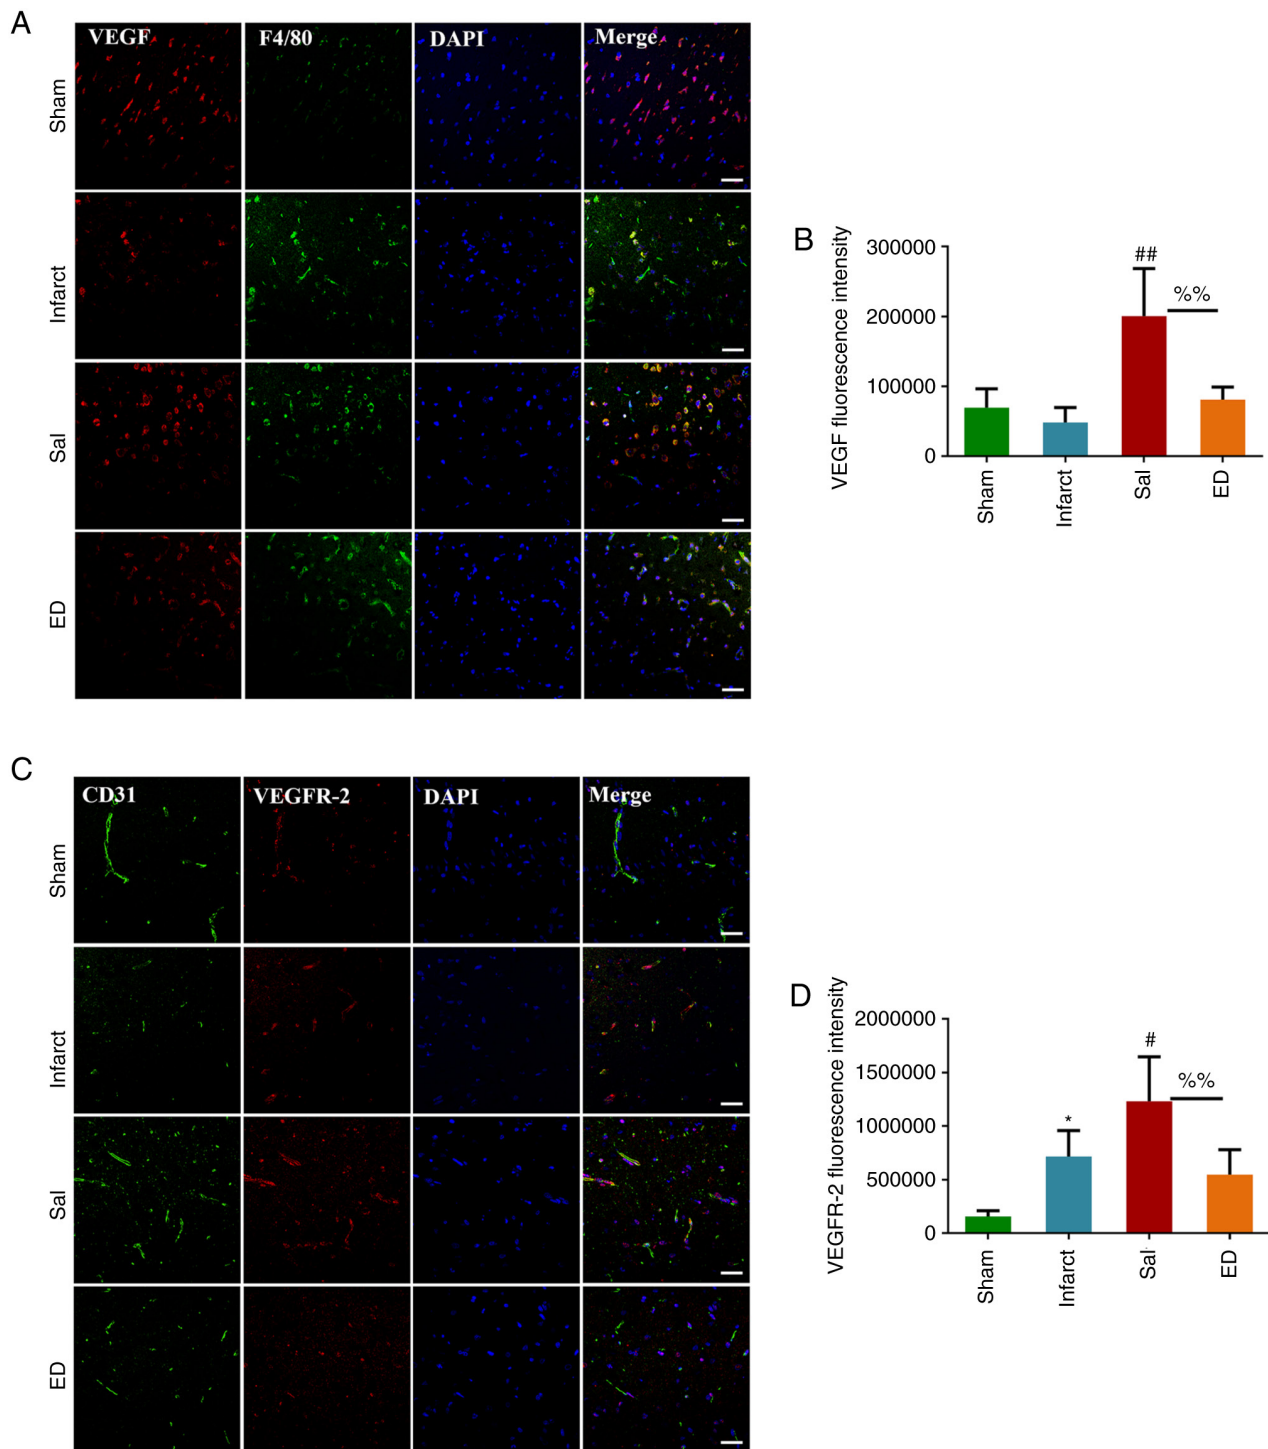 A
VEGF F4/80 DAPI Merge
Sham
Infarct
Sal
ED
B
VEGF fluorescence intensity
300000
200000
100000
0
##
%%
Sham Infarct Sal ED
C
CD31 VEGFR-2 DAPI Merge
Sham
Infarct
Sal
ED
D
VEGFR-2 fluorescence intensity
2000000
1500000
1000000
500000
0
*
#
%%
Sham Infarct Sal ED